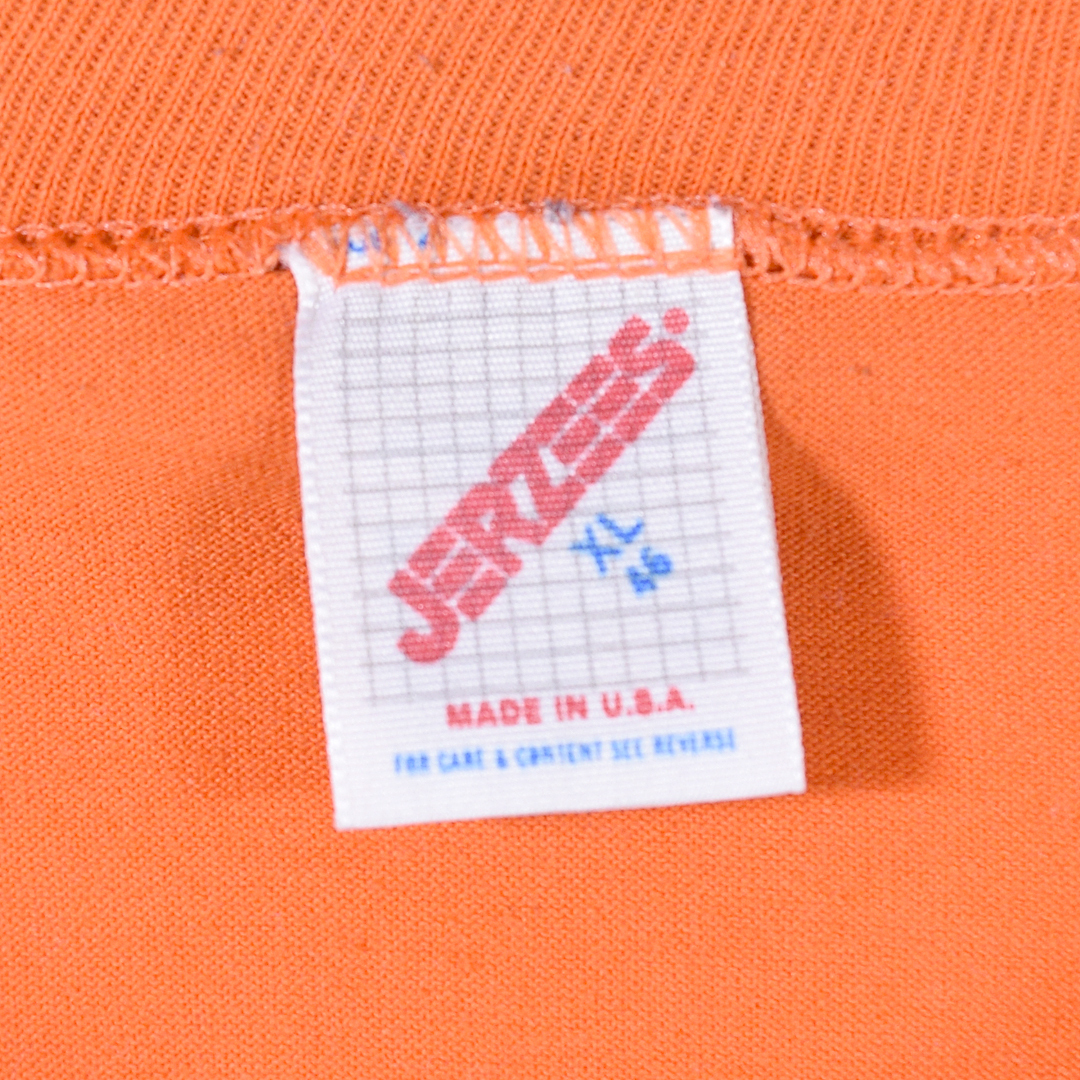 JERZEES
XL
46
MADE IN U.S.A.
FOR CARE & CONTENT SEE REVERSE